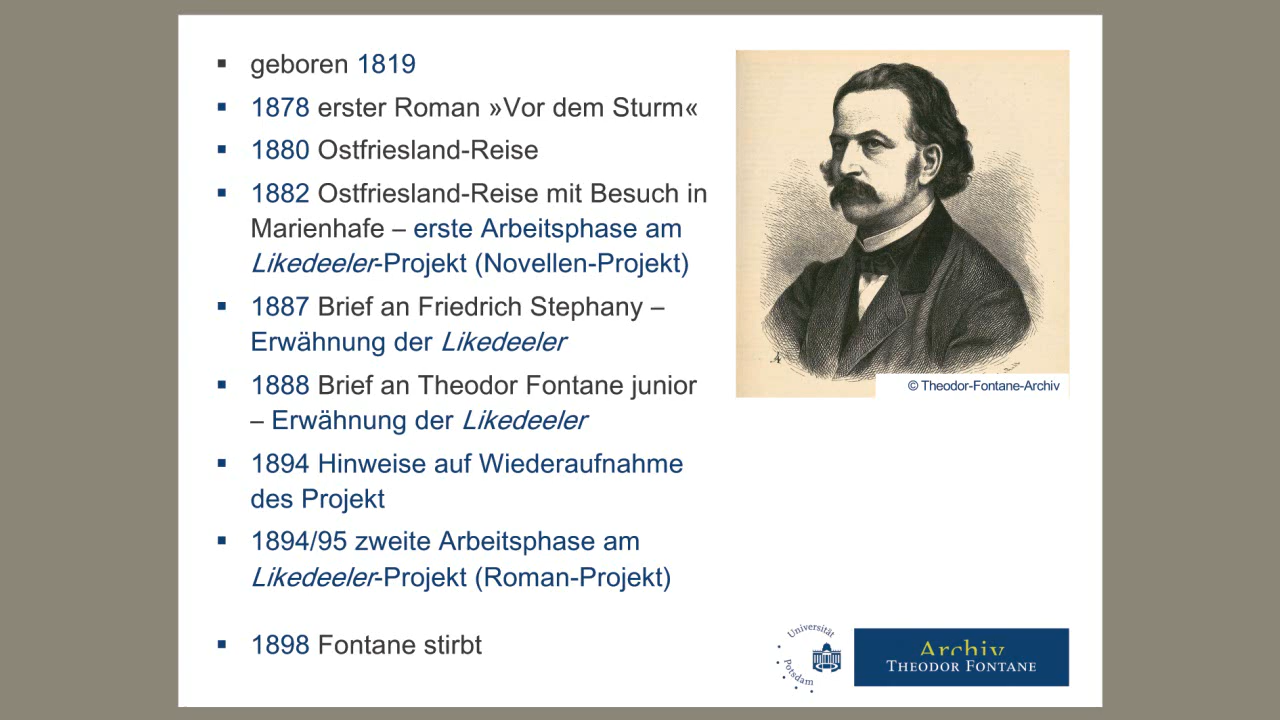 ▪ geboren 1819
▪ 1878 erster Roman »Vor dem Sturm«
▪ 1880 Ostfriesland-Reise
▪ 1882 Ostfriesland-Reise mit Besuch in
Marienhafe – erste Arbeitsphase am
Likedeeler-Projekt (Novellen-Projekt)
▪ 1887 Brief an Friedrich Stephany –
Erwähnung der Likedeeler
▪ 1888 Brief an Theodor Fontane junior
– Erwähnung der Likedeeler
▪ 1894 Hinweise auf Wiederaufnahme
des Projekt
▪ 1894/95 zweite Arbeitsphase am
Likedeeler-Projekt (Roman-Projekt)
▪ 1898 Fontane stirbt
© Theodor-Fontane-Archiv
Universität
Potsdam
Archiv
THEODOR FONTANE